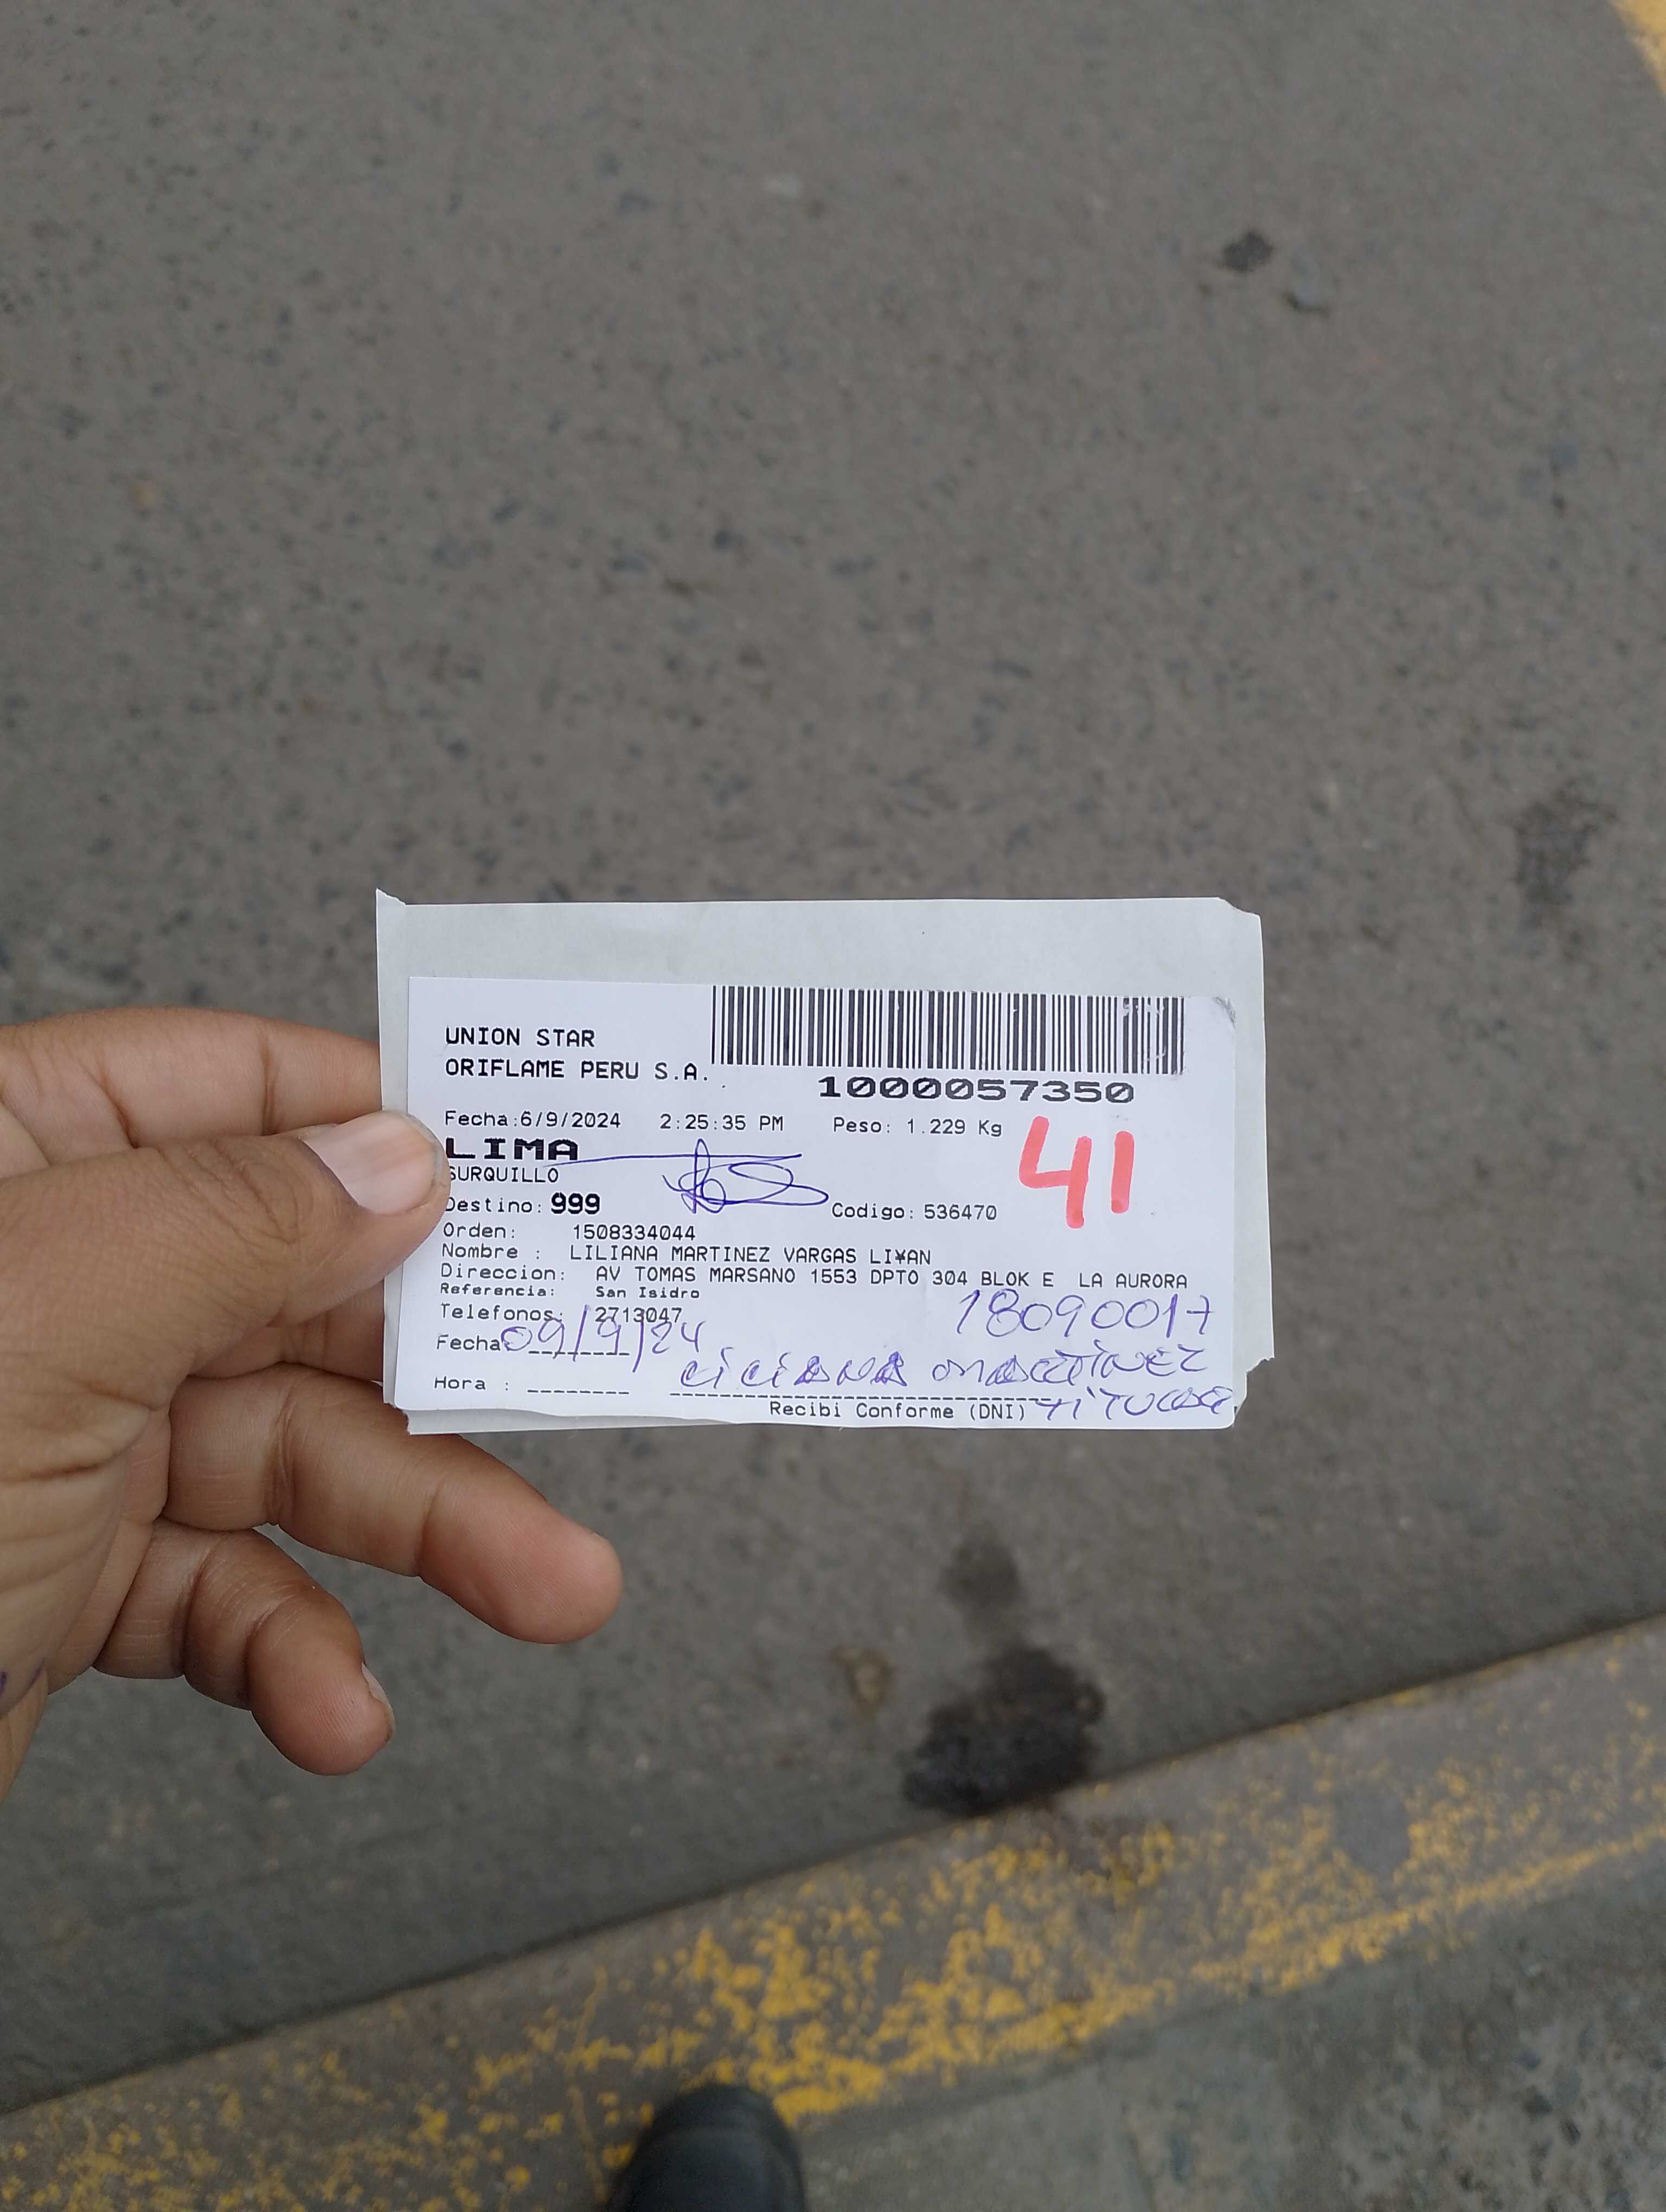 UNION STAR
ORIFLAME PERU S.A.
1000057350
Fecha:6/9/2024 2:25:35 PM Peso: 1.229 Kg
41
LIMA
SURQUILLO
Destino: 999 Codigo: 536470
Orden: 1508334044
Nombre : LILIANA MARTINEZ VARGAS LI¥AN
Direccion: AV TOMAS MARSANO 1553 DPTO 304 BLOK E LA AURORA
Referencia: San Isidro
Telefonos: 2713047
18090017
Fecha: 09/9/24
Hora : --------
MARTINEZ
Recibi Conforme (DNI)